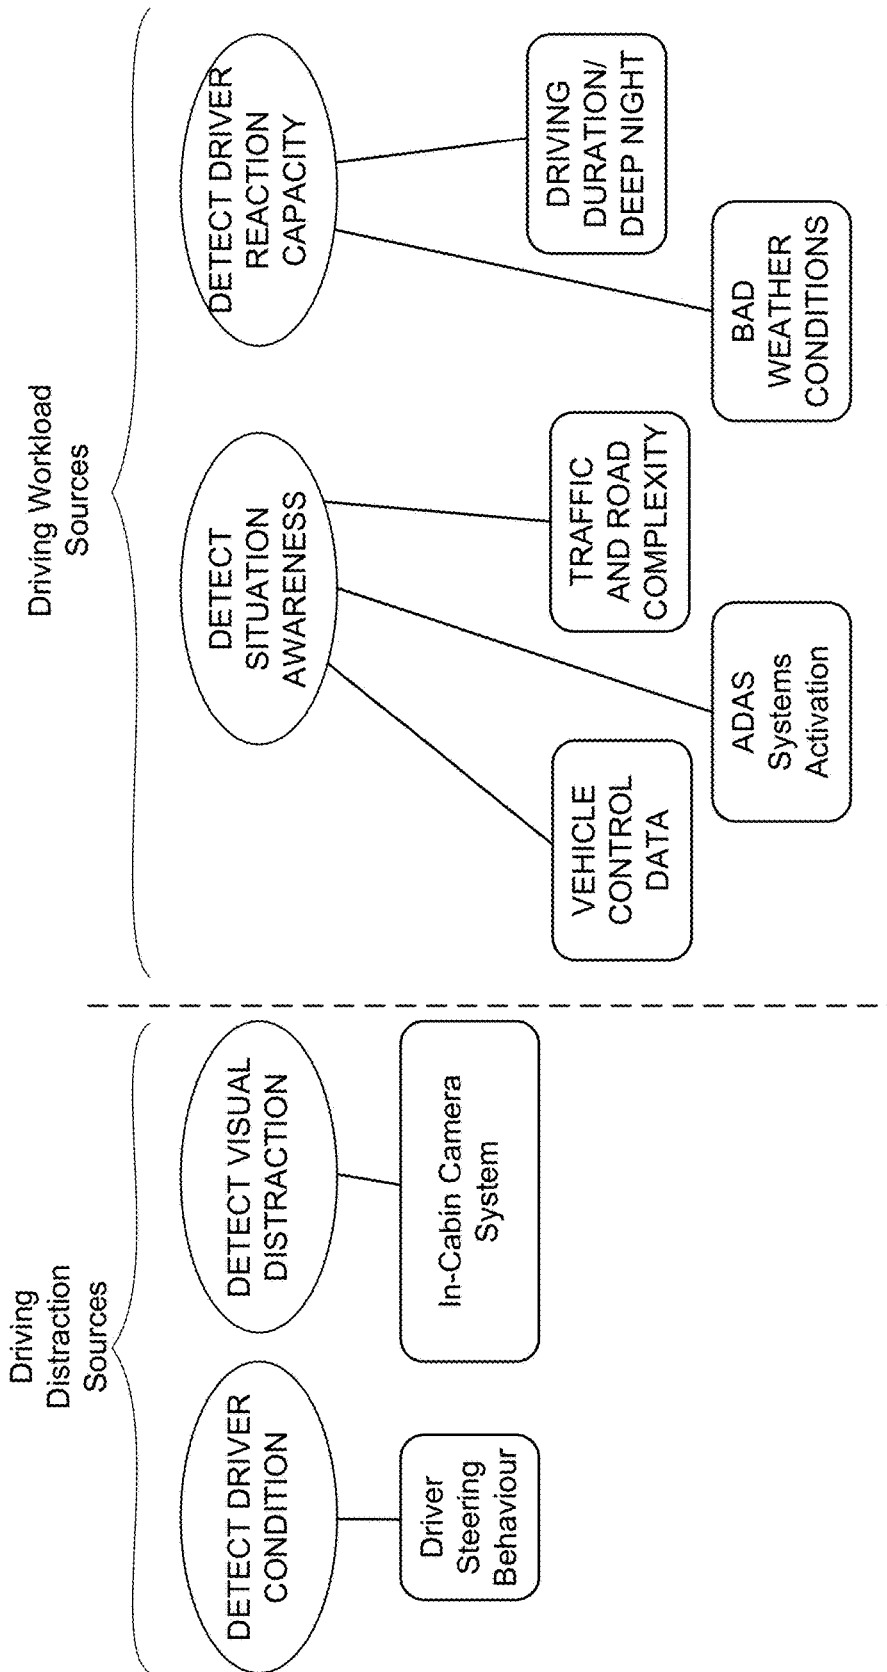 Driving
Distraction
Sources
Driving Workload
Sources
DETECT DRIVER
CONDITION
DETECT VISUAL
DISTRACTION
DETECT
SITUATION
AWARENESS
DETECT DRIVER
REACTION
CAPACITY
Driver
Steering
Behaviour
In-Cabin Camera
System
VEHICLE
CONTROL
DATA
ADAS
Systems
Activation
TRAFFIC
AND ROAD
COMPLEXITY
BAD
WEATHER
CONDITIONS
DRIVING
DURATION/
DEEP NIGHT